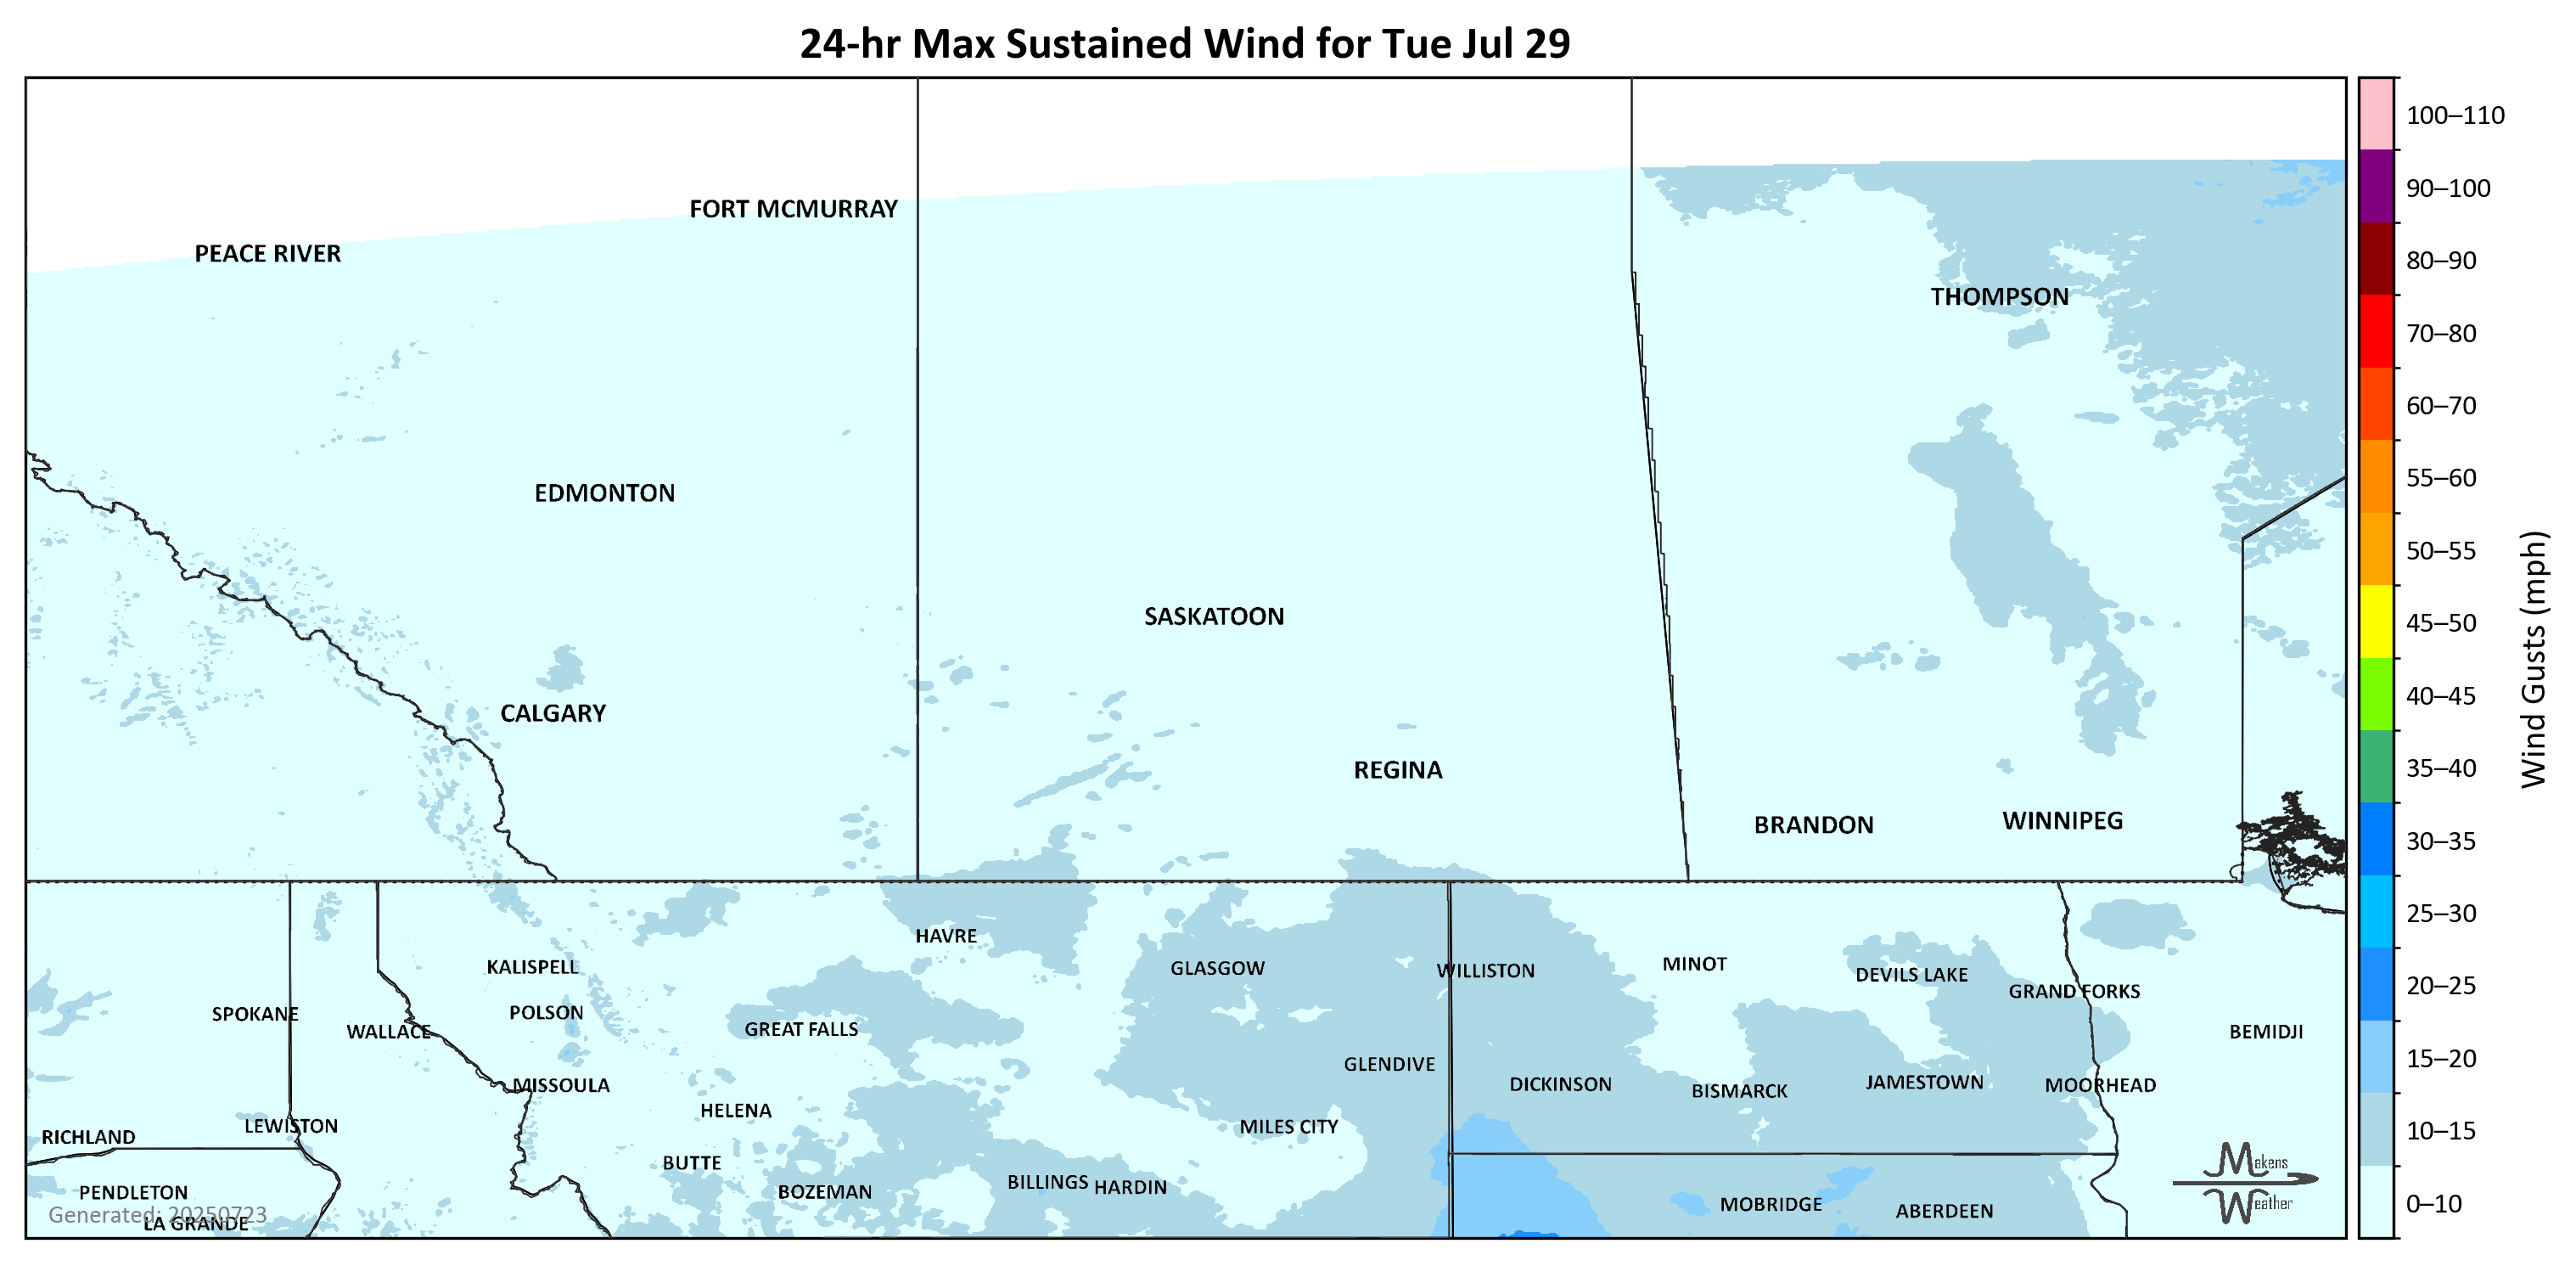 24-hr Max Sustained Wind for Tue Jul 29
100–110
FORT MCMURRAY
90–100
PEACE RIVER
80–90
THOMPSON
70–80
60–70
55–60
EDMONTON
50–55
SASKATOON
45–50
Wind Gusts (mph)
40–45
CALGARY
REGINA
35–40
BRANDON
WINNIPEG
30–35
25–30
HAVRE
KALISPELL
GLASGOW
WILLISTON
MINOT
DEVILS LAKE
20–25
GRAND FORKS
SPOKANE
POLSON
WALLACE
GREAT FALLS
BEMIDJI
15–20
GLENDIVE
MISSOULA
DICKINSON
BISMARCK
JAMESTOWN
MOORHEAD
HELENA
LEWISTON
MILES CITY
10–15
RICHLAND
BUTTE
Makens
Weather
PENDLETON
BOZEMAN
BILLINGS
HARDIN
MOBRIDGE
ABERDEEN
0–10
Generated: 20250723
LA GRANDE